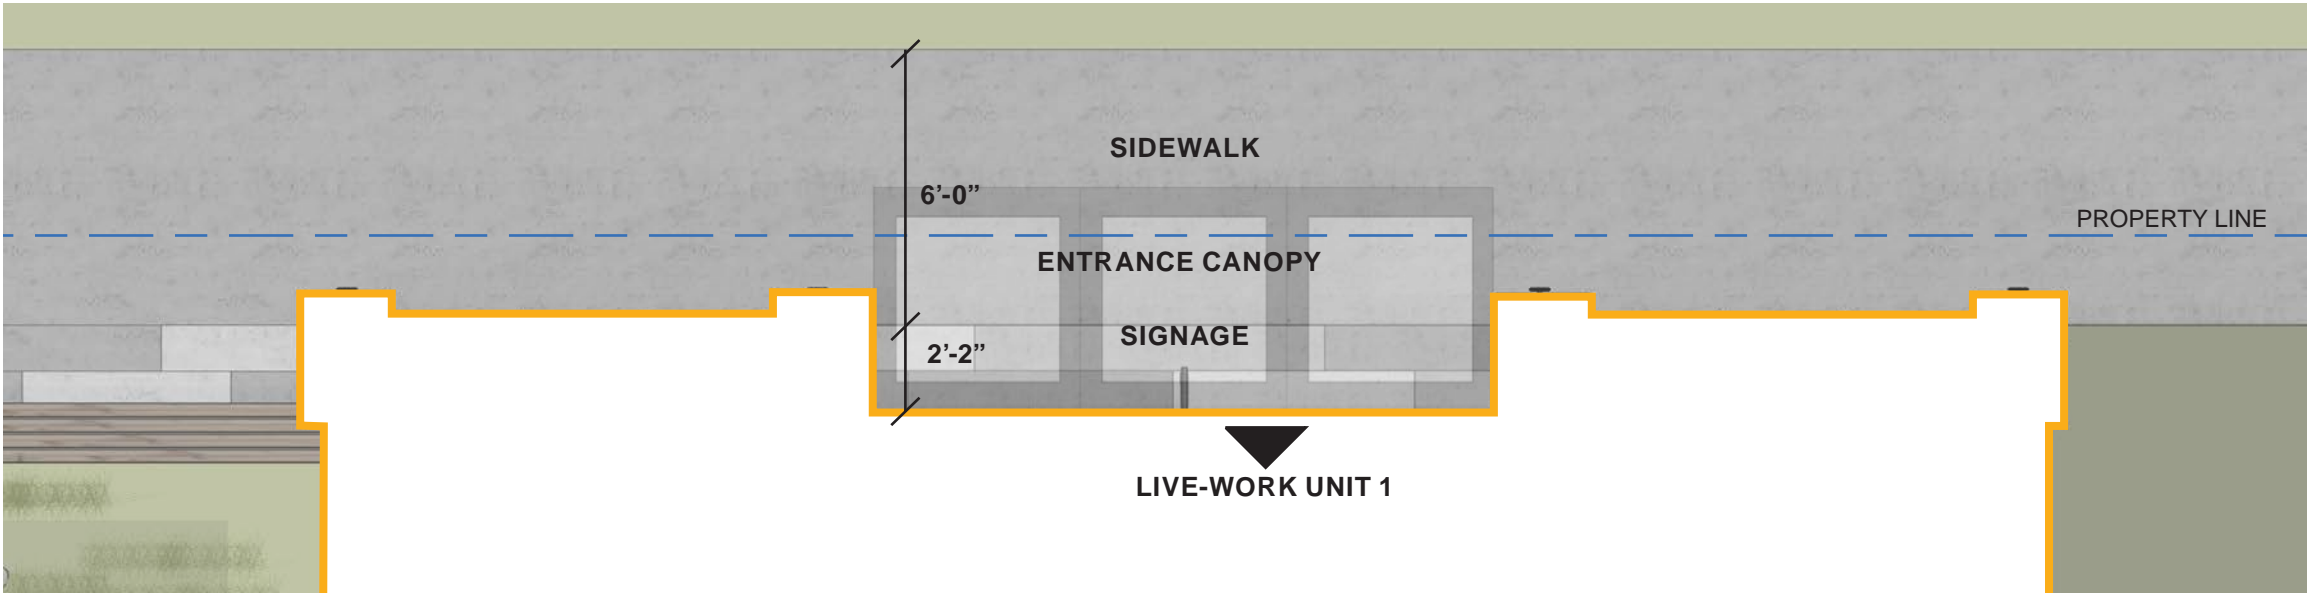 SIDEWALK
6’-0”
PROPERTY LINE
ENTRANCE CANOPY
SIGNAGE
2’-2”
LIVE-WORK UNIT 1